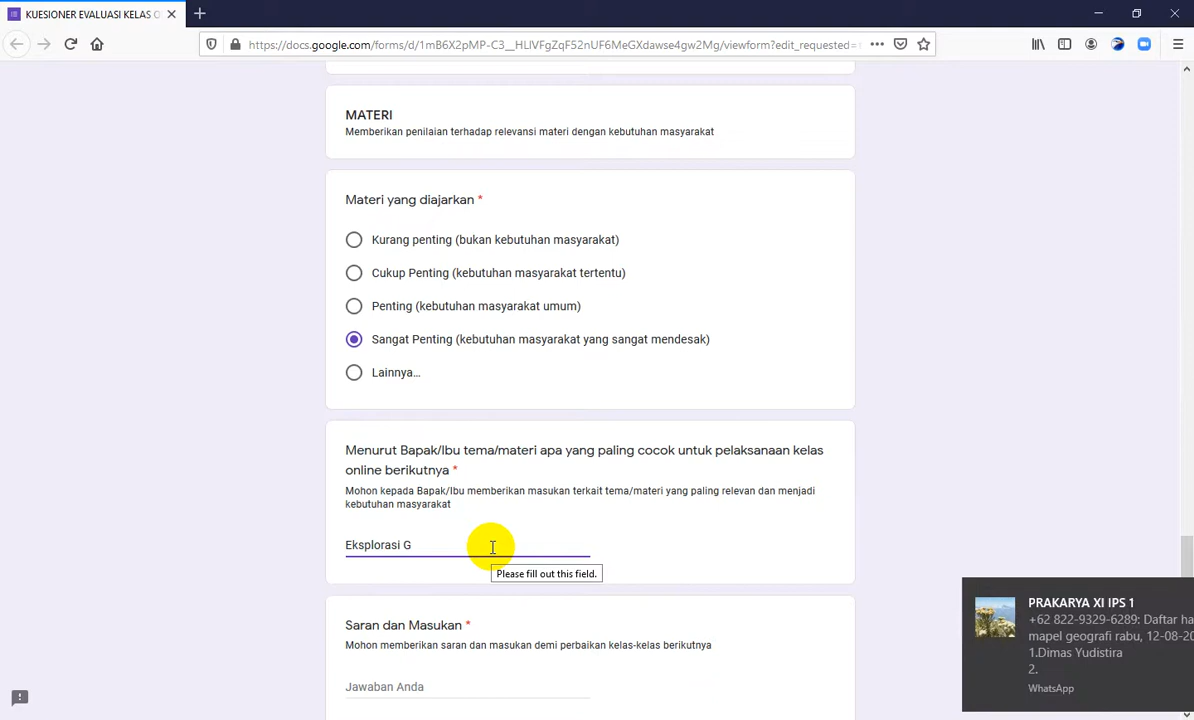 KUESIONER EVALUASI KELAS O
https://docs.google.com/forms/d/1mB6X2pMP-C3__HLlVFgZqF52nUF6MeGXdawse4gw2Mg/viewform?edit_requested=
MATERI
Memberikan penilaian terhadap relevansi materi dengan kebutuhan masyarakat
Materi yang diajarkan *
Kurang penting (bukan kebutuhan masyarakat)
Cukup Penting (kebutuhan masyarakat tertentu)
Penting (kebutuhan masyarakat umum)
Sangat Penting (kebutuhan masyarakat yang sangat mendesak)
Lainnya...
Menurut Bapak/Ibu tema/materi apa yang paling cocok untuk pelaksanaan kelas
online berikutnya *
Mohon kepada Bapak/Ibu memberikan masukan terkait tema/materi yang paling relevan dan menjadi
kebutuhan masyarakat
Eksplorasi G
Please fill out this field.
Saran dan Masukan *
Mohon memberikan saran dan masukan demi perbaikan kelas-kelas berikutnya
Jawaban Anda
PRAKARYA XI IPS 1
+62 822-9329-6289: Daftar ha
mapel geografi rabu, 12-08-20
1.Dimas Yudistira
2.
WhatsApp